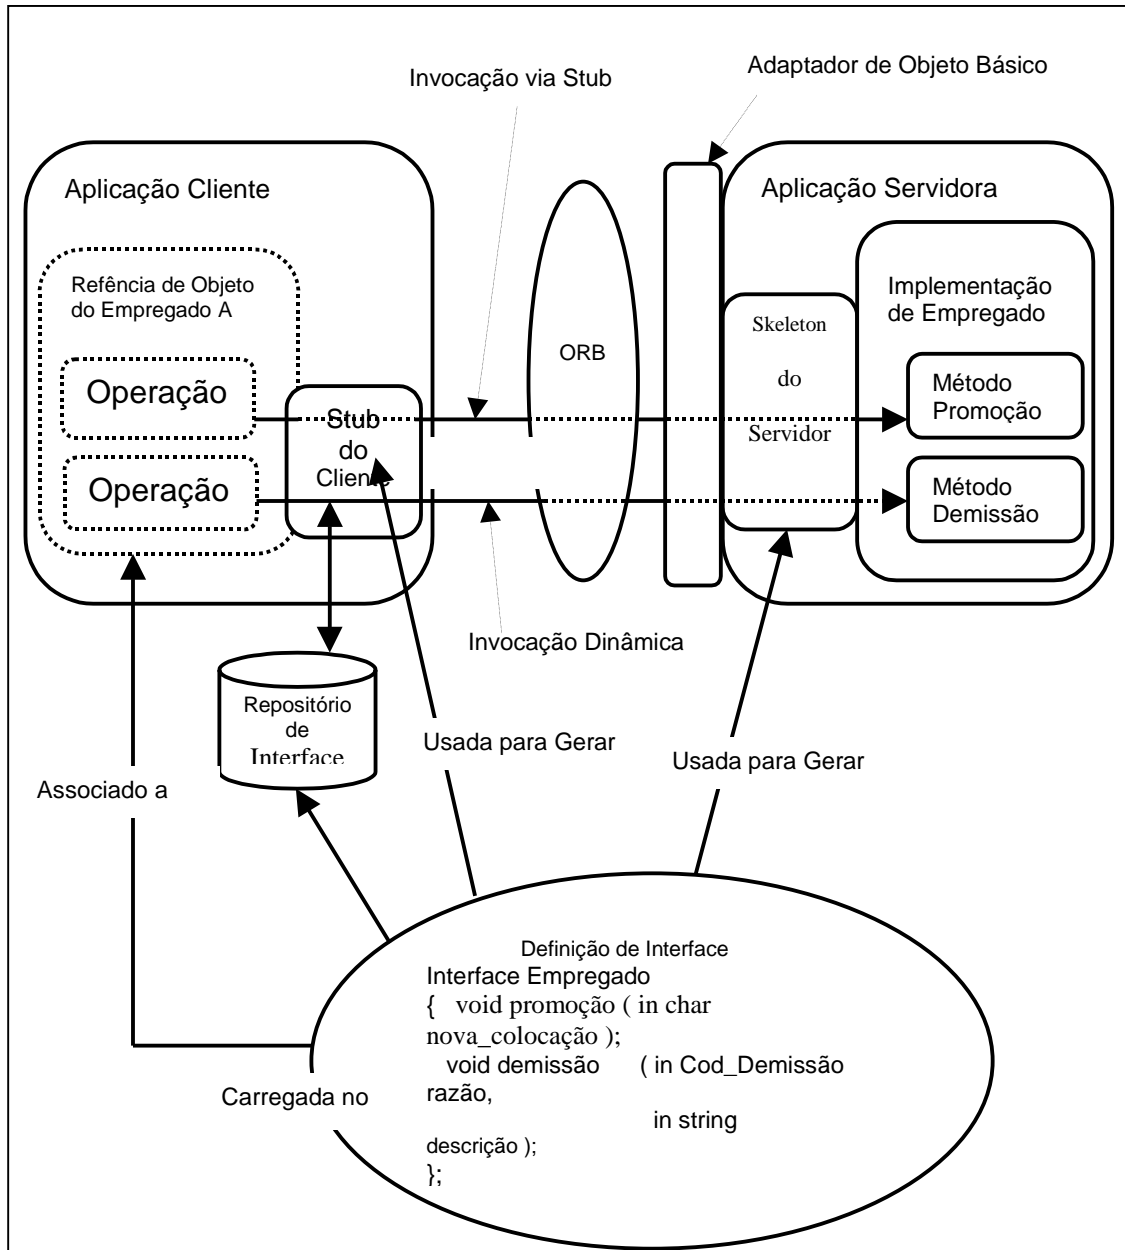 Invocação via Stub
Adaptador de Objeto Básico
Aplicação Cliente
Aplicação Servidora
Refência de Objeto
do Empregado A
Operação
Operação
Stub
do
Cliente
ORB
Skeleton
do
Servidor
Implementação
de Empregado
Método
Promoção
Método
Demissão
Invocação Dinâmica
Repositório
de
Interface
Usada para Gerar
Usada para Gerar
Associado a
Carregada no
Definição de Interface
Interface Empregado
{ void promoção ( in char
nova_colocação );
void demissão ( in Cod_Demissão
razão,
in string
descrição );
};